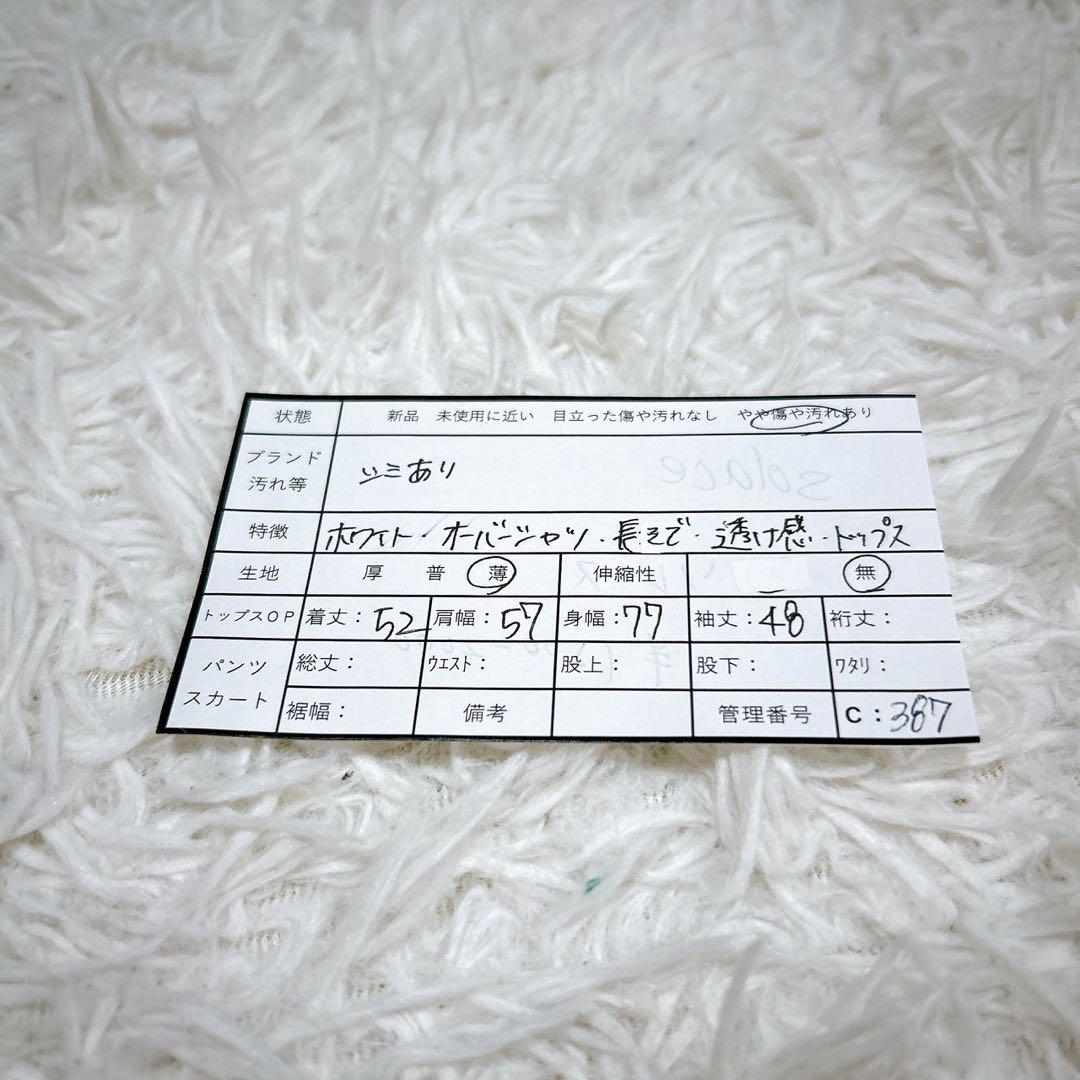 状態 新品 未使用に近い 目立った傷や汚れなし やや傷や汚れあり
ブランド
汚れ等 シミあり solace
特徴 ホワイト・オーバーシャツ・長そで・透け感・トップス
生地 厚 普 薄 伸縮性 無
トップスOP 着丈:52 肩幅:57 身幅:77 袖丈:48 裄丈:
パンツ
スカート 総丈: ウエスト: 股上: 股下: ワタリ:
裾幅: 備考 管理番号 C:387